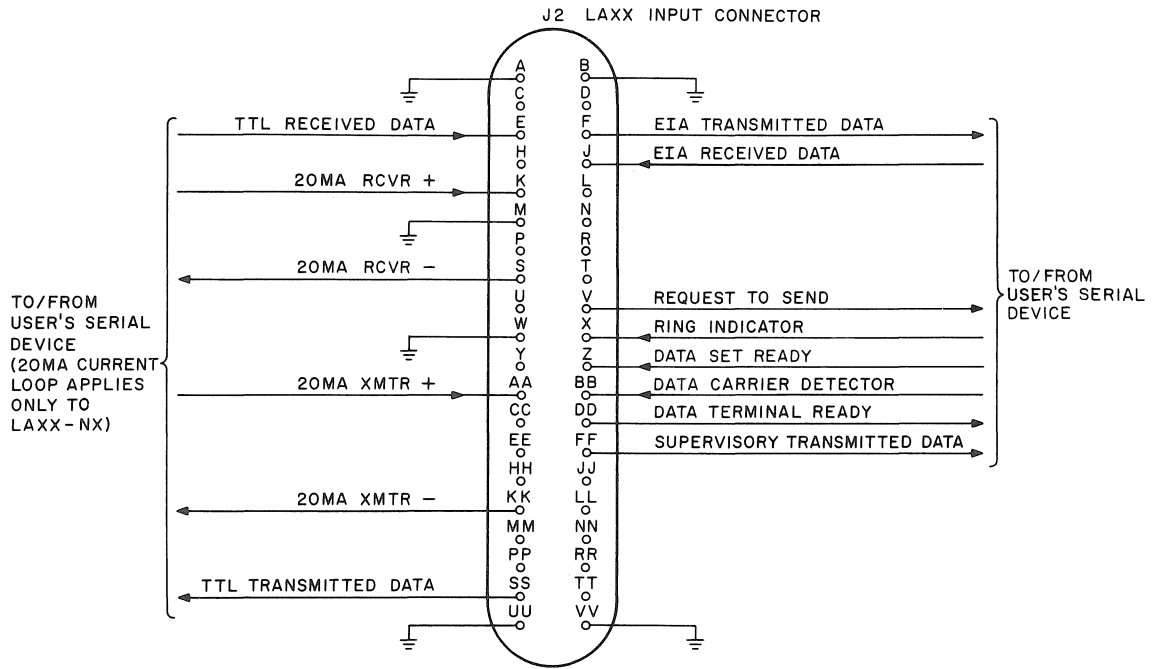 J2 LAXX INPUT CONNECTOR
A B
C D
TTL RECEIVED DATA E F EIA TRANSMITTED DATA
H J EIA RECEIVED DATA
20MA RCVR + K L
M N
P R
20MA RCVR - S T
U V REQUEST TO SEND
W X RING INDICATOR
Y Z DATA SET READY
20MA XMTR + AA BB DATA CARRIER DETECTOR
CC DD DATA TERMINAL READY
EE FF SUPERVISORY TRANSMITTED DATA
HH JJ
20MA XMTR - KK LL
MM NN
PP RR
TTL TRANSMITTED DATA SS TT
UU VV
TO/FROM
USER'S SERIAL
DEVICE
(20MA CURRENT
LOOP APPLIES
ONLY TO
LAXX-NX)
TO/FROM
USER'S SERIAL
DEVICE